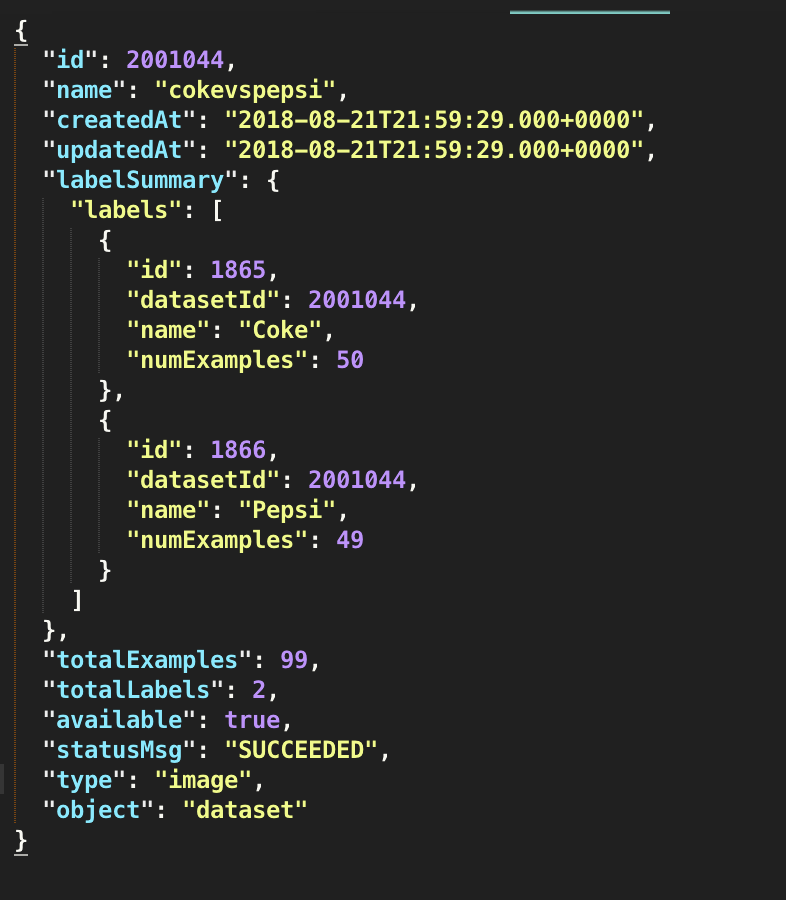 {
  "id": 2001044,
  "name": "cokevspepsi",
  "createdAt": "2018-08-21T21:59:29.000+0000",
  "updatedAt": "2018-08-21T21:59:29.000+0000",
  "labelSummary": {
    "labels": [
      {
        "id": 1865,
        "datasetId": 2001044,
        "name": "Coke",
        "numExamples": 50
      },
      {
        "id": 1866,
        "datasetId": 2001044,
        "name": "Pepsi",
        "numExamples": 49
      }
    ]
  },
  "totalExamples": 99,
  "totalLabels": 2,
  "available": true,
  "statusMsg": "SUCCEEDED",
  "type": "image",
  "object": "dataset"
}